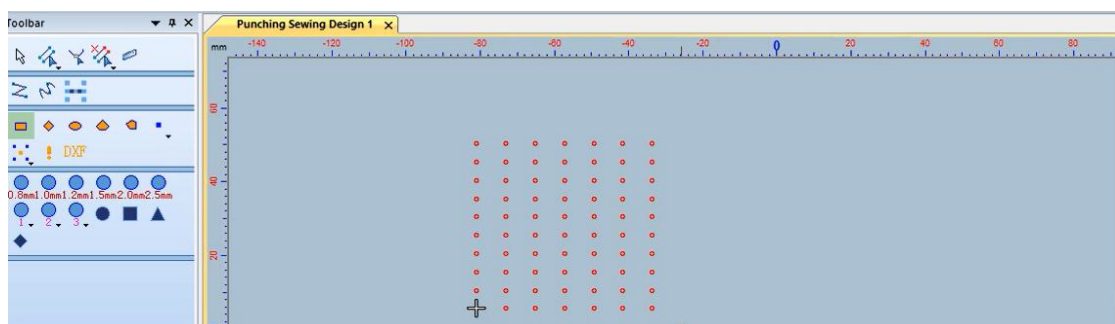 Toolbar
Punching Sewing Design 1
mm
-140 -120 -100 -80 -60 -40 -20 0 20 40 60 80
60
40
20
DXF
0.8mm1.0mm1.2mm1.5mm2.0mm2.5mm
1 2 3